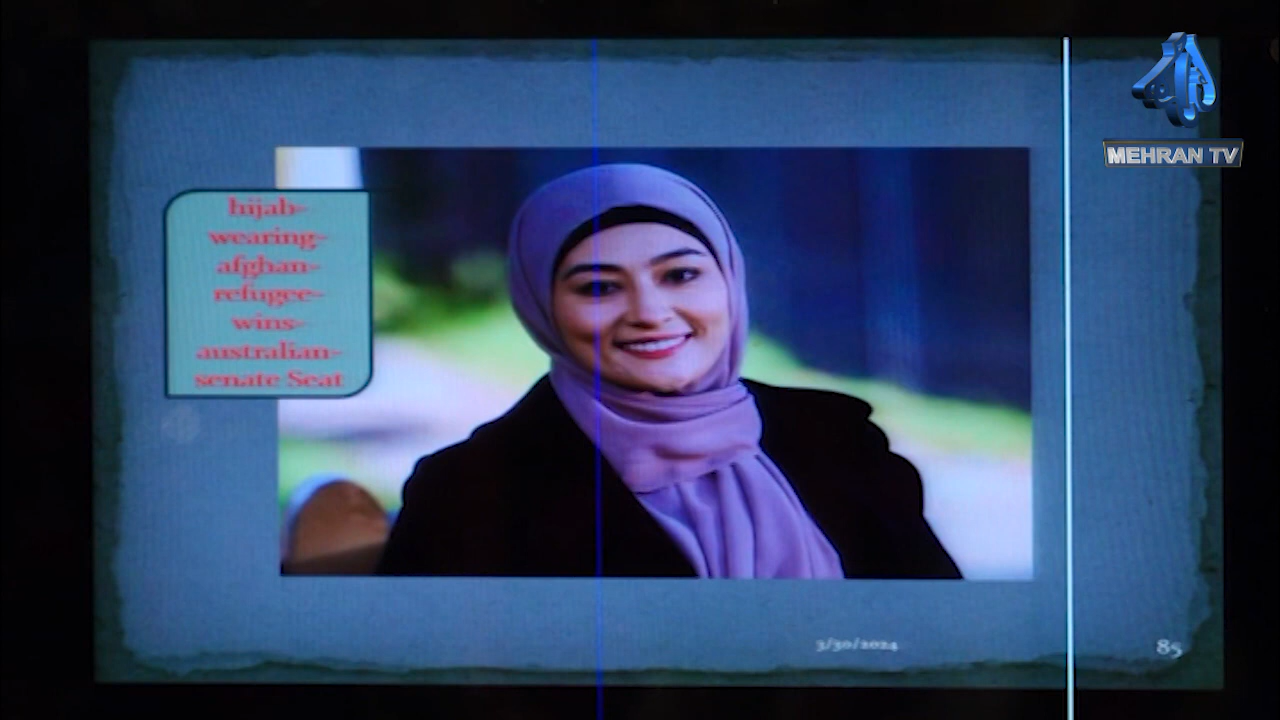 MEHRAN TV
hijab-
wearing-
afghan-
refugee-
wins-
australian-
senate Seat
3/30/2024
85